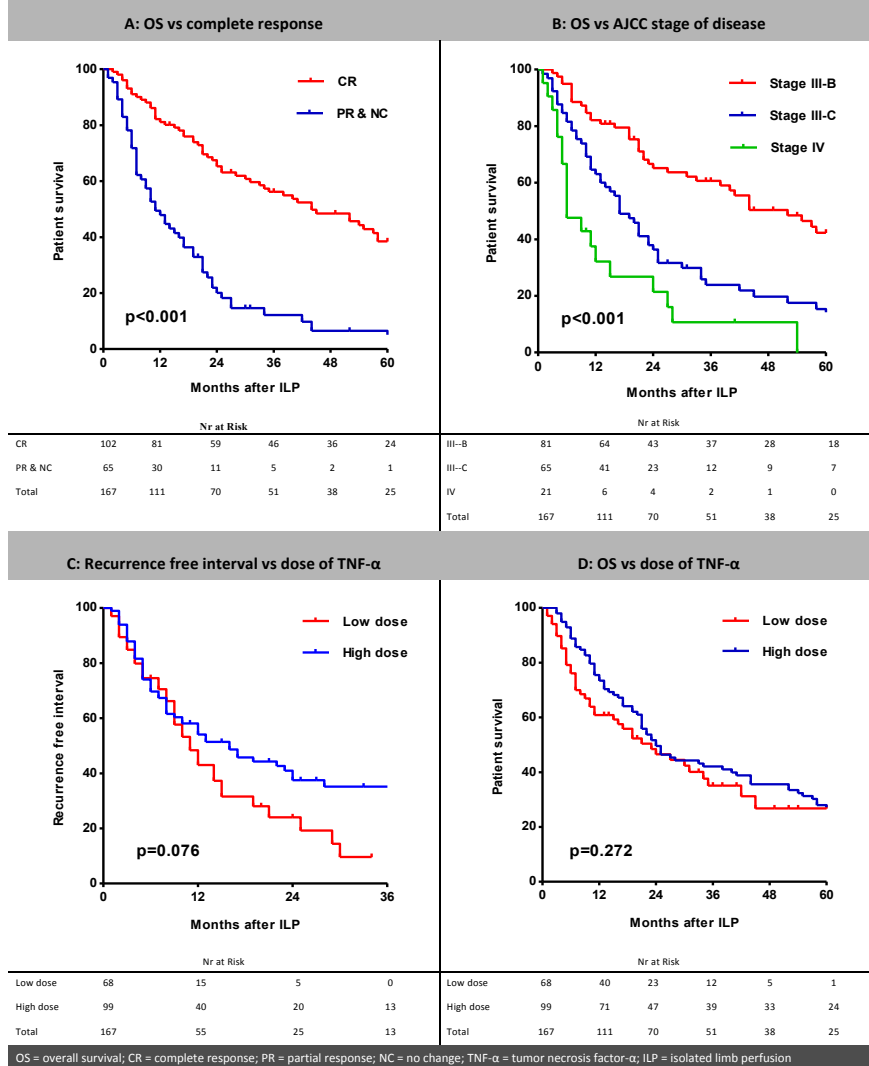 A: OS vs complete response
100
80
60
40
20
0
Patient survival
CR
PR & NC
p<0.001
0 12 24 36 48 60
Months after ILP
Nr at Risk
CR 102 81 59 46 36 24
PR & NC 65 30 11 5 2 1
Total 167 111 70 51 38 25
B: OS vs AJCC stage of disease
100
80
60
40
20
0
Patient survival
Stage III-B
Stage III-C
Stage IV
p<0.001
0 12 24 36 48 60
Months after ILP
Nr at Risk
III--B 81 64 43 37 28 18
III--C 65 41 23 12 9 7
IV 21 6 4 2 1 0
Total 167 111 70 51 38 25
C: Recurrence free interval vs dose of TNF-α
100
80
60
40
20
0
Recurrence free interval
Low dose
High dose
p=0.076
0 12 24 36
Months after ILP
Nr at Risk
Low dose 68 15 5 0
High dose 99 40 20 13
Total 167 55 25 13
D: OS vs dose of TNF-α
100
80
60
40
20
0
Patient survival
Low dose
High dose
p=0.272
0 12 24 36 48 60
Months after ILP
Nr at Risk
Low dose 68 40 23 12 5 1
High dose 99 71 47 39 33 24
Total 167 111 70 51 38 25
OS = overall survival; CR = complete response; PR = partial response; NC = no change; TNF-α = tumor necrosis factor-α; ILP = isolated limb perfusion